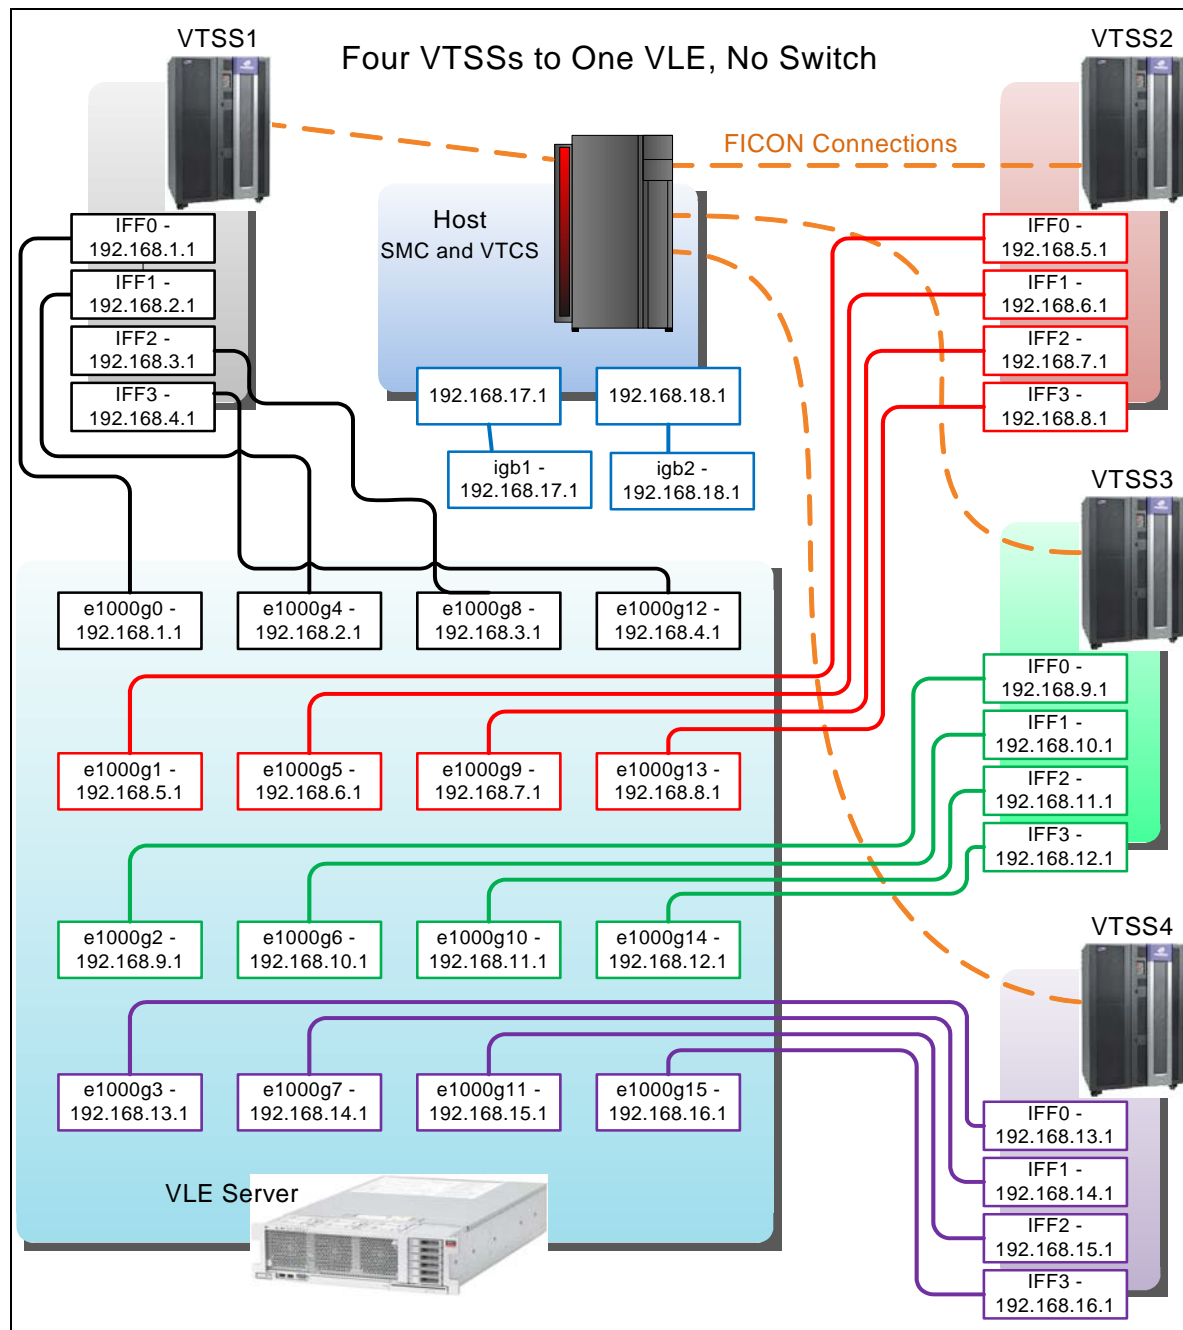 VTSS1
Four VTSSs to One VLE, No Switch
VTSS2
FICON Connections
Host
SMC and VTCS
IFF0 -
192.168.1.1
IFF1 -
192.168.2.1
IFF2 -
192.168.3.1
IFF3 -
192.168.4.1
IFF0 -
192.168.5.1
IFF1 -
192.168.6.1
IFF2 -
192.168.7.1
IFF3 -
192.168.8.1
192.168.17.1
192.168.18.1
igb1 -
192.168.17.1
igb2 -
192.168.18.1
VTSS3
e1000g0 -
192.168.1.1
e1000g4 -
192.168.2.1
e1000g8 -
192.168.3.1
e1000g12 -
192.168.4.1
IFF0 -
192.168.9.1
IFF1 -
192.168.10.1
IFF2 -
192.168.11.1
IFF3 -
192.168.12.1
e1000g1 -
192.168.5.1
e1000g5 -
192.168.6.1
e1000g9 -
192.168.7.1
e1000g13 -
192.168.8.1
e1000g2 -
192.168.9.1
e1000g6 -
192.168.10.1
e1000g10 -
192.168.11.1
e1000g14 -
192.168.12.1
VTSS4
e1000g3 -
192.168.13.1
e1000g7 -
192.168.14.1
e1000g11 -
192.168.15.1
e1000g15 -
192.168.16.1
IFF0 -
192.168.13.1
IFF1 -
192.168.14.1
IFF2 -
192.168.15.1
IFF3 -
192.168.16.1
VLE Server